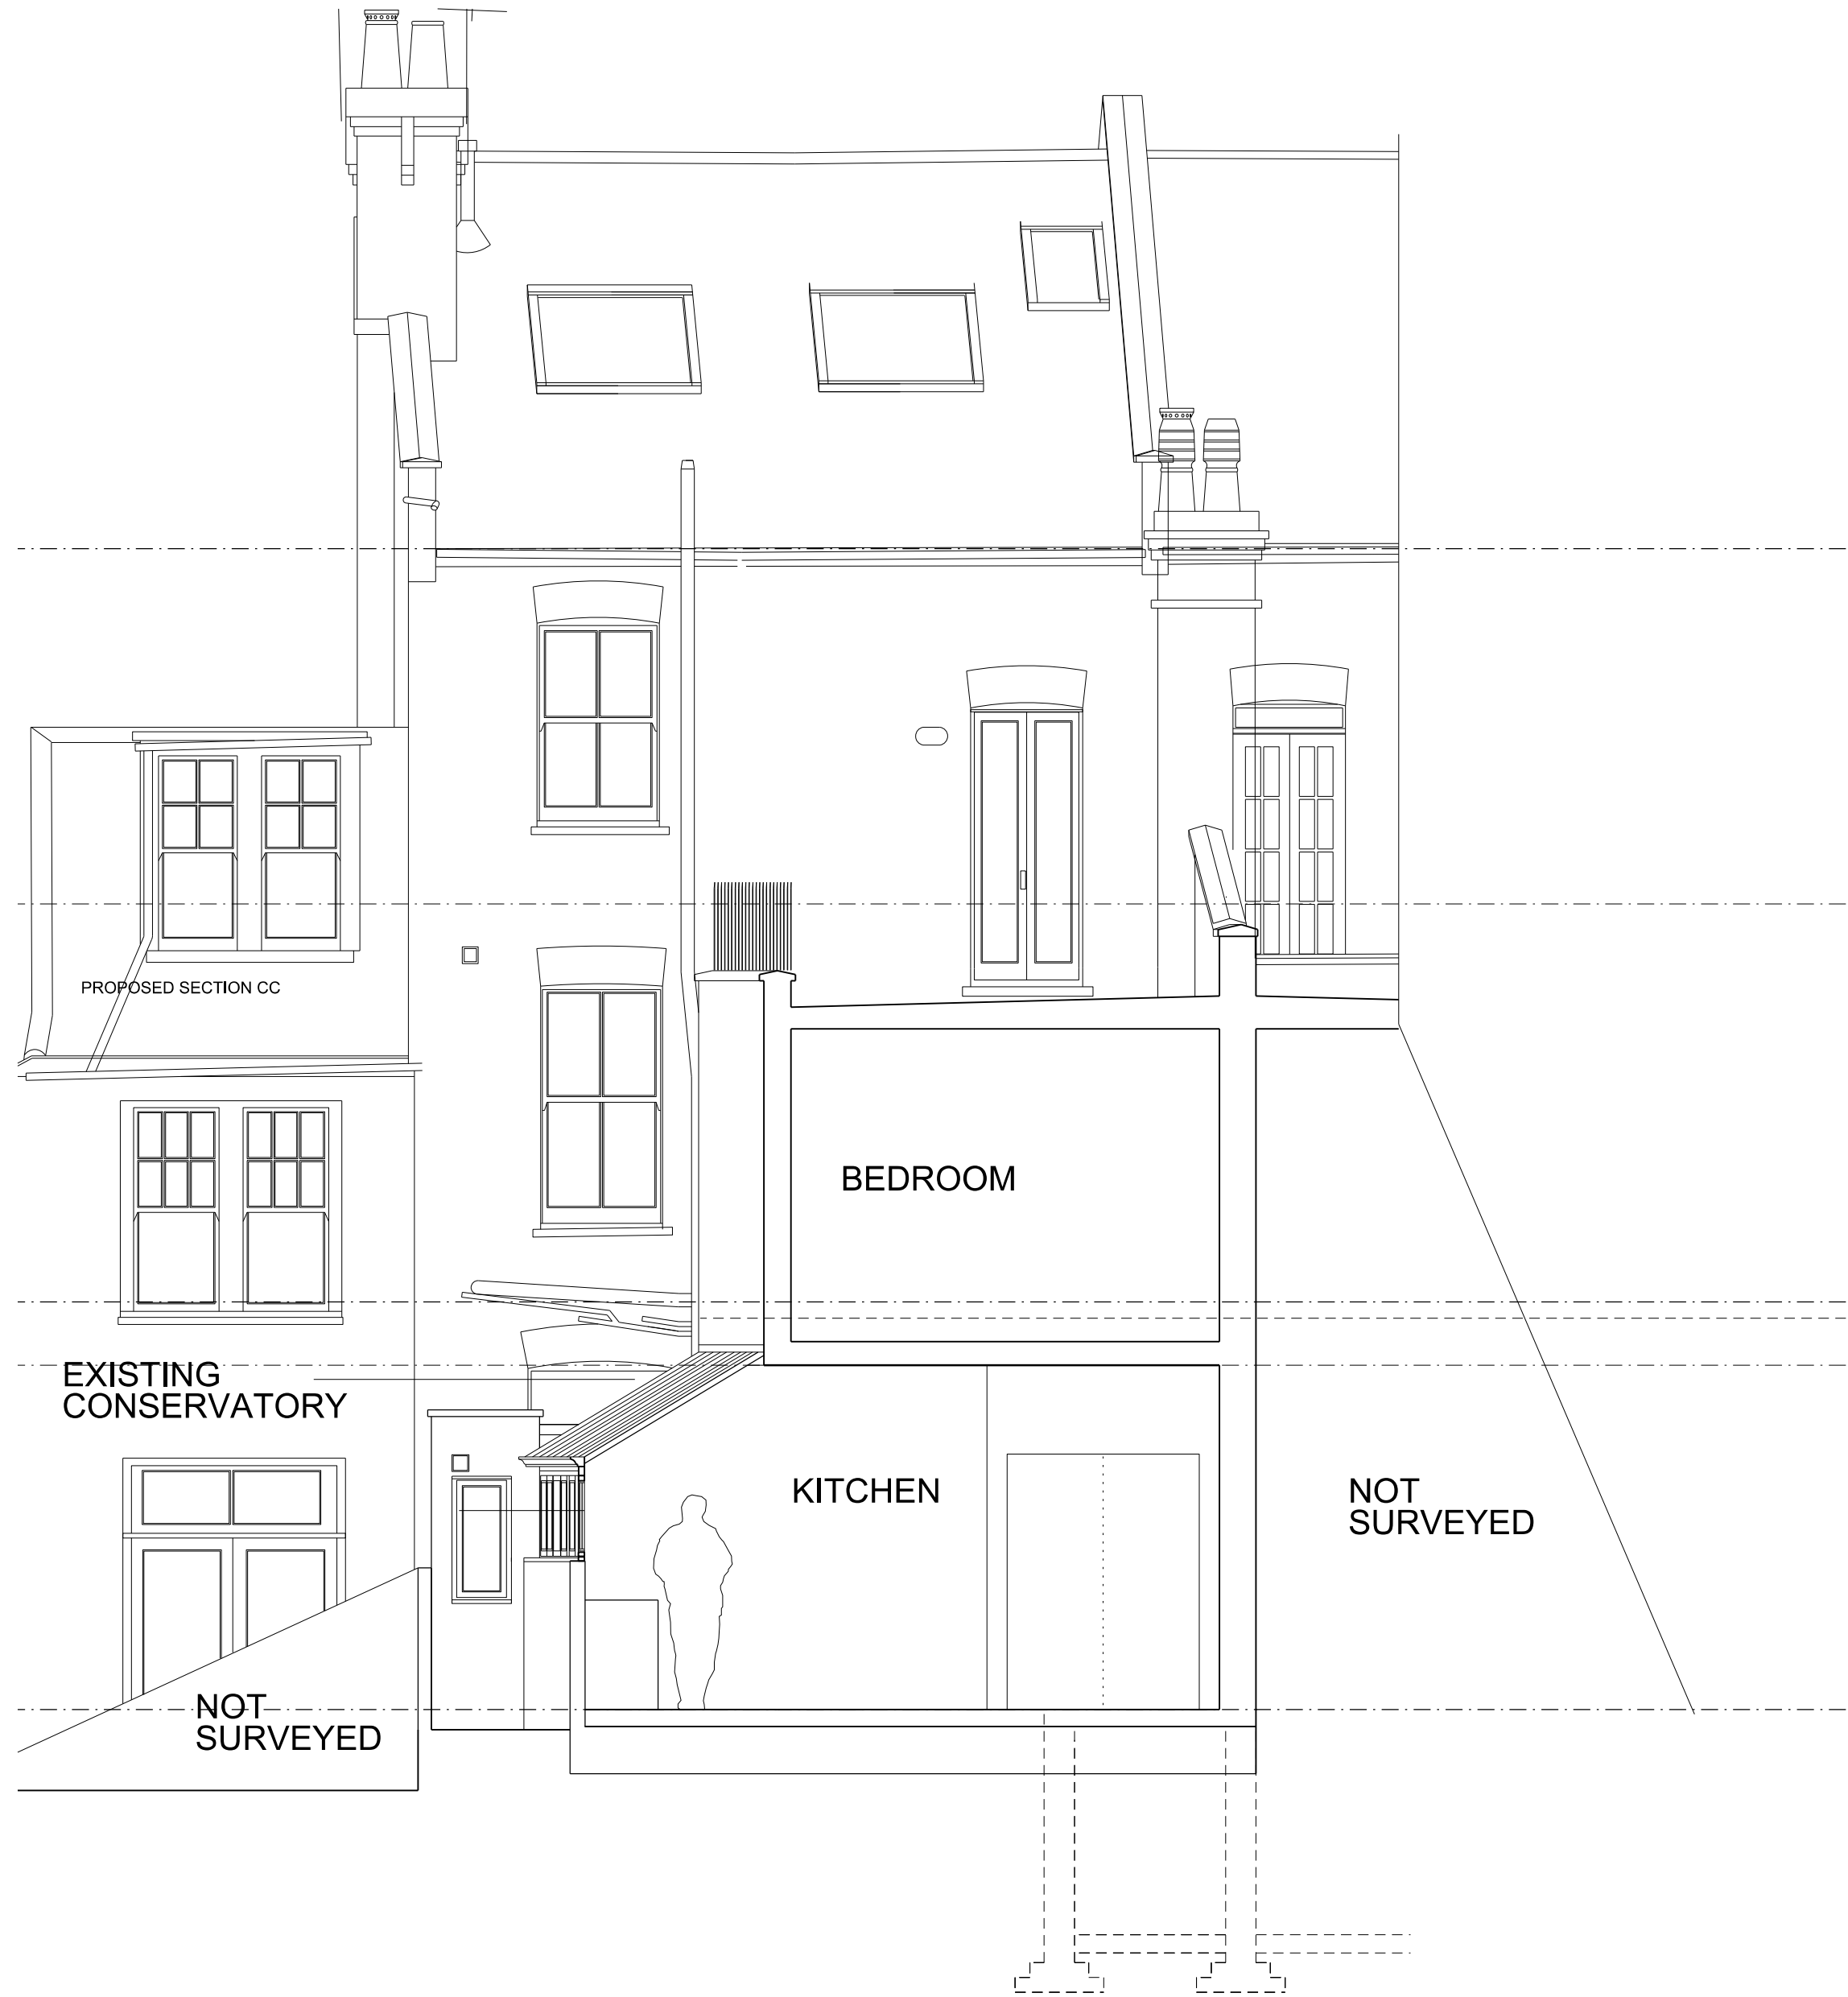 PROPOSED SECTION CC
BEDROOM
EXISTING
CONSERVATORY
KITCHEN
NOT
SURVEYED
NOT
SURVEYED